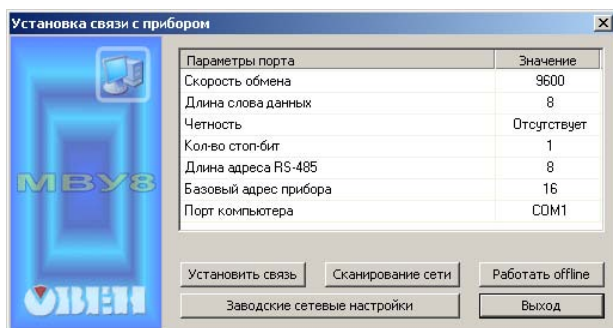 Установка связи с прибором
Параметры порта Значение
Скорость обмена 9600
Длина слова данных 8
Четность Отсутствует
Кол-во стоп-бит 1
Длина адреса RS-485 8
Базовый адрес прибора 16
Порт компьютера COM1
МВУ8
Установить связь Сканирование сети Работать offline
ОВЕН Заводские сетевые настройки Выход